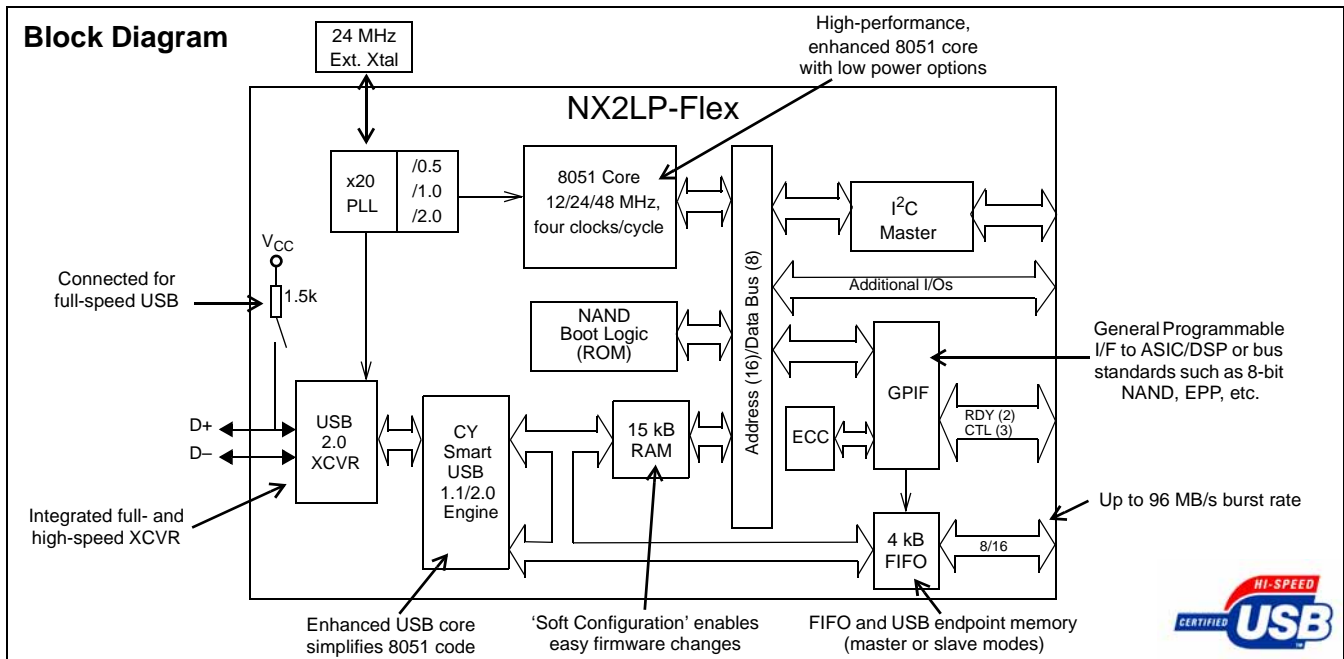 Block Diagram
24 MHz
Ext. Xtal
High-performance,
enhanced 8051 core
with low power options
NX2LP-Flex
x20
PLL
/0.5
/1.0
/2.0
8051 Core
12/24/48 MHz,
four clocks/cycle
Address (16)/Data Bus (8)
I2C
Master
VCC
1.5k
Connected for
full-speed USB
Additional I/Os
NAND
Boot Logic
(ROM)
General Programmable
I/F to ASIC/DSP or bus
standards such as 8-bit
NAND, EPP, etc.
GPIF
RDY (2)
CTL (3)
ECC
D+
D–
USB
2.0
XCVR
CY
Smart
USB
1.1/2.0
Engine
15 kB
RAM
Integrated full- and
high-speed XCVR
Up to 96 MB/s burst rate
4 kB
FIFO
8/16
Enhanced USB core
simplifies 8051 code
‘Soft Configuration’ enables
easy firmware changes
FIFO and USB endpoint memory
(master or slave modes)
HI-SPEED
CERTIFIED
USB